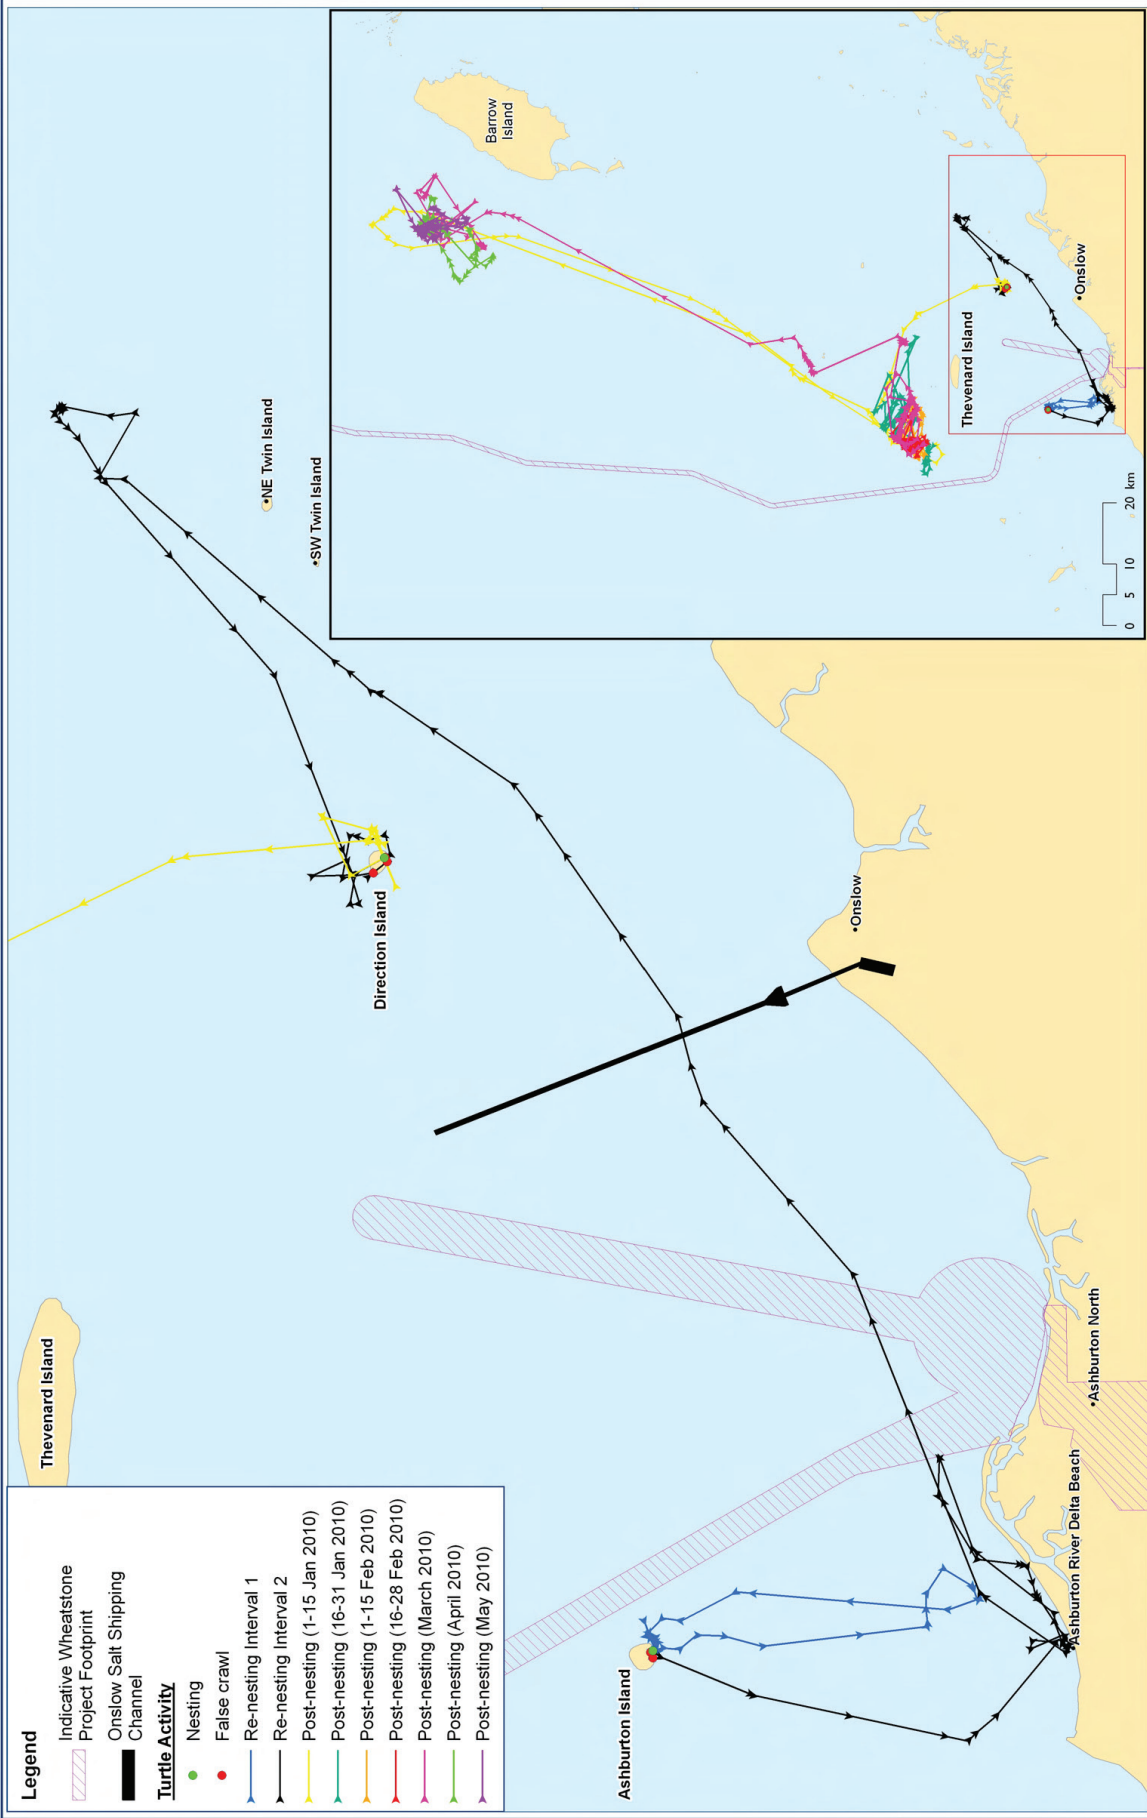 Legend
Indicative Wheatstone
Project Footprint
Onslow Salt Shipping
Channel
Turtle Activity
Nesting
False crawl
Re-nesting Interval 1
Re-nesting Interval 2
Post-nesting (1-15 Jan 2010)
Post-nesting (16-31 Jan 2010)
Post-nesting (1-15 Feb 2010)
Post-nesting (16-28 Feb 2010)
Post-nesting (March 2010)
Post-nesting (April 2010)
Post-nesting (May 2010)
Thevenard Island
NE Twin Island
SW Twin Island
Direction Island
Onslow
Ashburton Island
Ashburton North
Ashburton River Delta Beach
Barrow
Island
Thevenard Island
Onslow
0 5 10 20 km